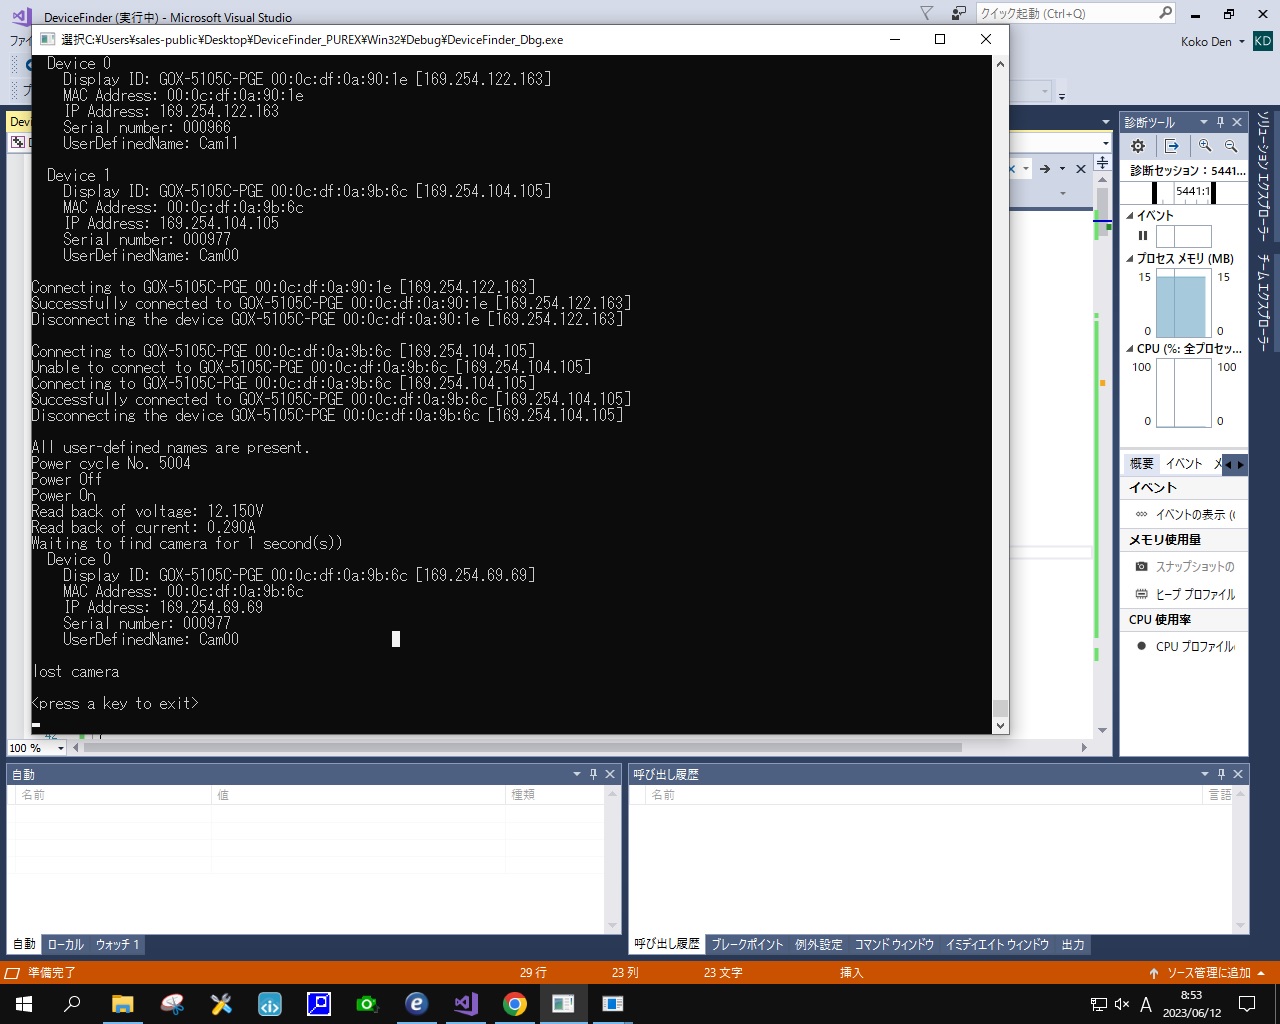 DeviceFinder (実行中) - Microsoft Visual Studio
クイック起動 (Ctrl+Q)
Koko Den
KD
選択C:¥Users¥sales-public¥Desktop¥DeviceFinder_PUREX¥Win32¥Debug¥DeviceFinder_Dbg.exe
Device 0
Display ID: GOX-5105C-PGE 00:0c:df:0a:90:1e [169.254.122.163]
MAC Address: 00:0c:df:0a:90:1e
IP Address: 169.254.122.163
Serial number: 000966
UserDefinedName: Cam11
Device 1
Display ID: GOX-5105C-PGE 00:0c:df:0a:9b:6c [169.254.104.105]
MAC Address: 00:0c:df:0a:9b:6c
IP Address: 169.254.104.105
Serial number: 000977
UserDefinedName: Cam00
Connecting to GOX-5105C-PGE 00:0c:df:0a:90:1e [169.254.122.163]
Successfully connected to GOX-5105C-PGE 00:0c:df:0a:90:1e [169.254.122.163]
Disconnecting the device GOX-5105C-PGE 00:0c:df:0a:90:1e [169.254.122.163]
Connecting to GOX-5105C-PGE 00:0c:df:0a:9b:6c [169.254.104.105]
Unable to connect to GOX-5105C-PGE 00:0c:df:0a:9b:6c [169.254.104.105]
Connecting to GOX-5105C-PGE 00:0c:df:0a:9b:6c [169.254.104.105]
Successfully connected to GOX-5105C-PGE 00:0c:df:0a:9b:6c [169.254.104.105]
Disconnecting the device GOX-5105C-PGE 00:0c:df:0a:9b:6c [169.254.104.105]
All user-defined names are present.
Power cycle No. 5004
Power Off
Power On
Read back of voltage: 12.150V
Read back of current: 0.290A
Waiting to find camera for 1 second(s))
Device 0
Display ID: GOX-5105C-PGE 00:0c:df:0a:9b:6c [169.254.69.69]
MAC Address: 00:0c:df:0a:9b:6c
IP Address: 169.254.69.69
Serial number: 000977
UserDefinedName: Cam00
lost camera
<press a key to exit>
100 %
診断ツール
診断セッション : 5441...
5441:1
イベント
プロセス メモリ (MB)
15 15
0 0
CPU (%: 全プロセッ...
100 100
0 0
概要 イベント
イベント
イベントの表示
メモリ使用量
スナップショットの
ヒープ プロファイル
CPU 使用率
CPU プロファイル
ソリューション エクスプローラー
チーム エクスプローラー
自動
名前 値 種類
自動 ローカル ウォッチ 1
呼び出し履歴
名前 言語
呼び出し履歴 ブレークポイント 例外設定 コマンド ウィンドウ イミディエイト ウィンドウ 出力
準備完了 29 行 23 列 23 文字 挿入 ソース管理に追加
A
8:53
2023/06/12